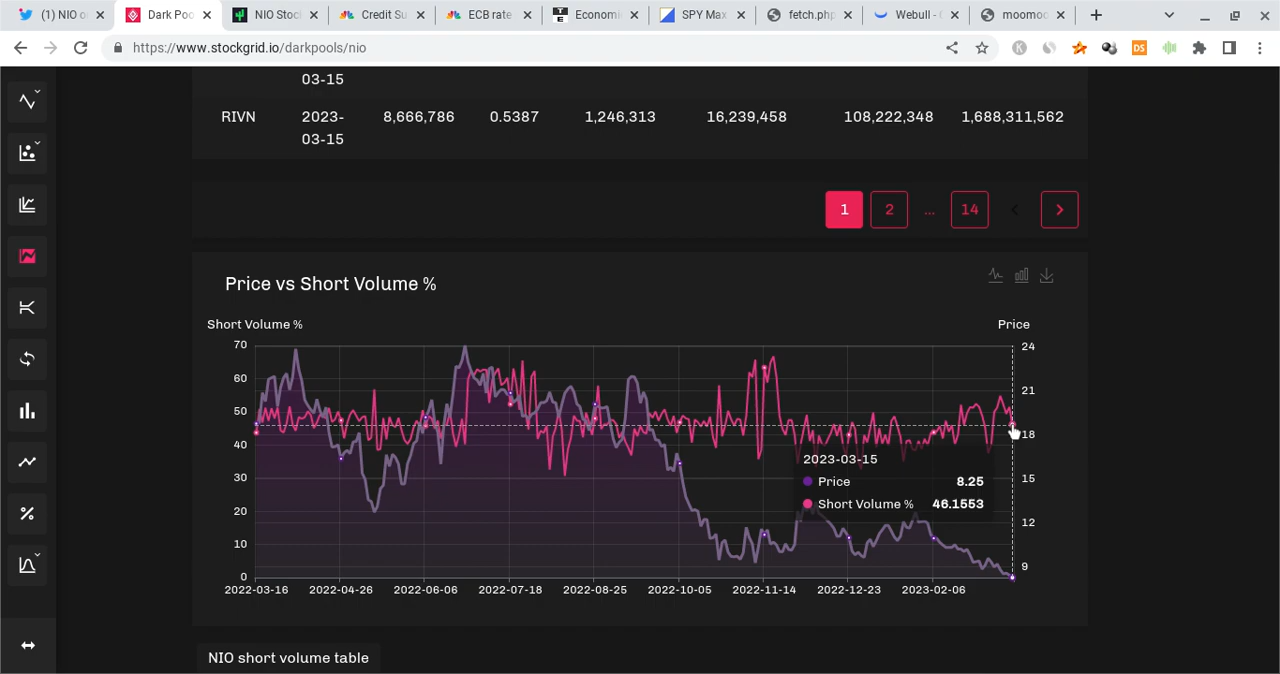 (1) NIO o
Dark Poo
NIO Stoc
Credit Su
ECB rate
Economi
SPY Max
fetch.php
Webull - 
moomoo
https://www.stockgrid.io/darkpools/nio
03-15
RIVN 2023- 8,666,786 0.5387 1,246,313 16,239,458 108,222,348 1,688,311,562
03-15
1 2 ... 14 < >
Price vs Short Volume %
Short Volume % Price
70 24
60 21
50
40 18
30 15
20 12
10 9
0
2023-03-15
Price 8.25
Short Volume % 46.1553
2022-03-16 2022-04-26 2022-06-06 2022-07-18 2022-08-25 2022-10-05 2022-11-14 2022-12-23 2023-02-06
NIO short volume table